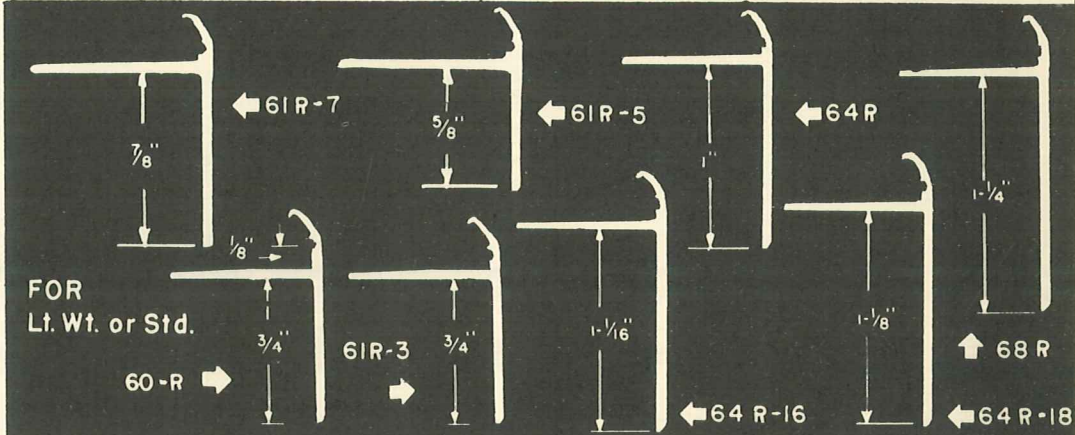 7/8"
61R-7
5/8"
61R-5
1"
64R
1-1/4"
68R
1/8"
FOR
Lt. Wt. or Std.
3/4"
60-R
61R-3
3/4"
1-1/16"
64R-16
1-1/8"
64R-18